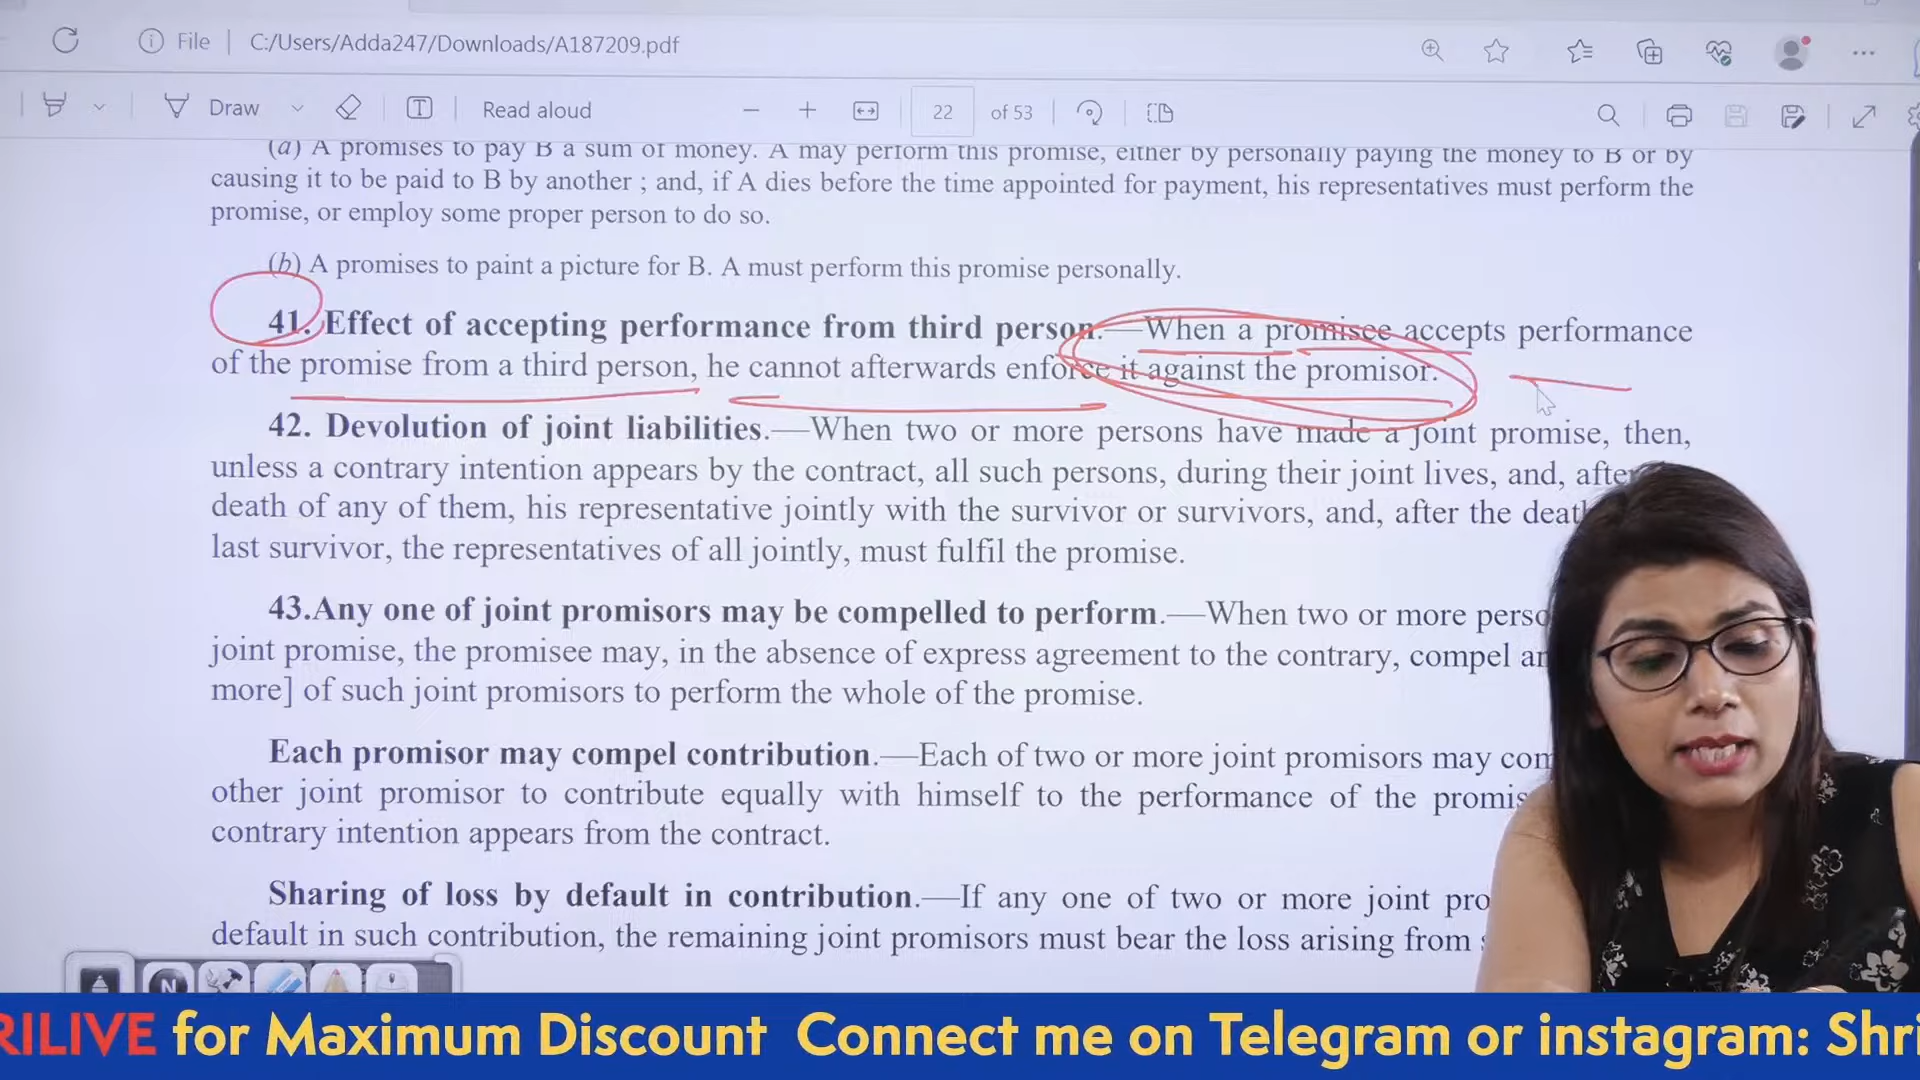 File
C:/Users/Adda247/Downloads/A187209.pdf
Draw
Read aloud
22
of 53
(a) A promises to pay B a sum of money. A may perform this promise, either by personally paying the money to B or by
causing it to be paid to B by another ; and, if A dies before the time appointed for payment, his representatives must perform the
promise, or employ some proper person to do so.
(b) A promises to paint a picture for B. A must perform this promise personally.
41. Effect of accepting performance from third person.—When a promisee accepts performance
of the promise from a third person, he cannot afterwards enforce it against the promisor.
42. Devolution of joint liabilities.—When two or more persons have made a joint promise, then,
unless a contrary intention appears by the contract, all such persons, during their joint lives, and, after
death of any of them, his representative jointly with the survivor or survivors, and, after the death
last survivor, the representatives of all jointly, must fulfil the promise.
43.Any one of joint promisors may be compelled to perform.—When two or more perso
joint promise, the promisee may, in the absence of express agreement to the contrary, compel
more] of such joint promisors to perform the whole of the promise.
Each promisor may compel contribution.—Each of two or more joint promisors may com
other joint promisor to contribute equally with himself to the performance of the promis
contrary intention appears from the contract.
Sharing of loss by default in contribution.—If any one of two or more joint pro
default in such contribution, the remaining joint promisors must bear the loss arising from
N
RILIVE for Maximum Discount Connect me on Telegram or instagram: Shri